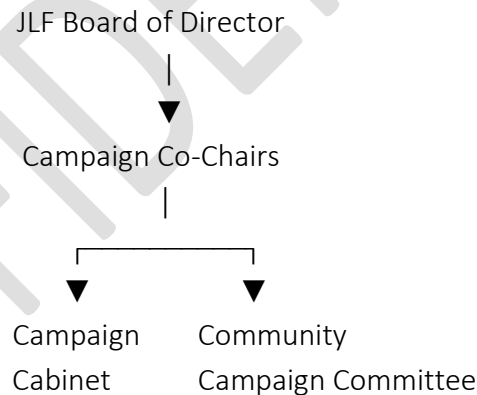 JLF Board of Director
Campaign Co-Chairs
Campaign Community
Cabinet Campaign Committee